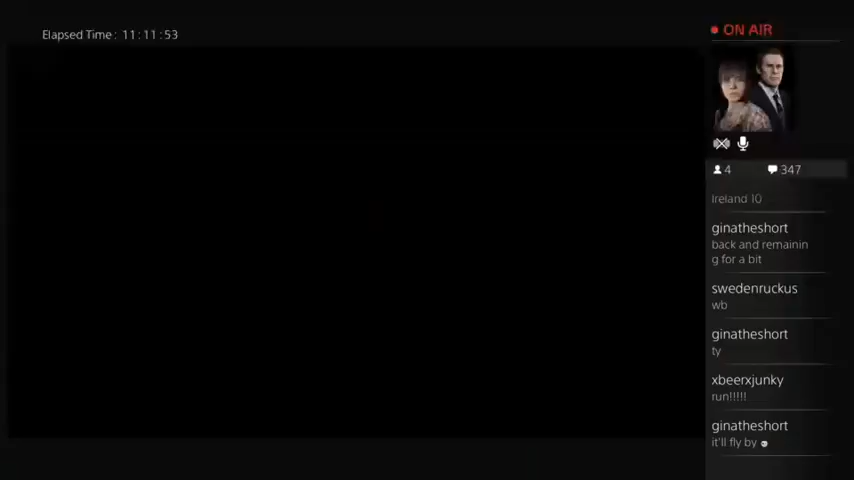 Elapsed Time: 11:11:53
ON AIR
4
347
Ireland 10
ginatheshort
back and remainin
g for a bit
swedenruckus
wb
ginatheshort
ty
xbeerxjunky
run!!!!!
ginatheshort
it'll fly by